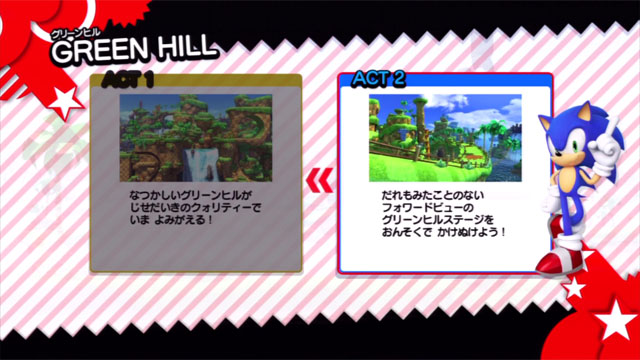 グリーンヒル
GREEN HILL
ACT 1
なつかしいグリーンヒルが
じせだいきのクォリティーで
いま よみがえる!
ACT 2
だれもみたことのない
フォワードビューの
グリーンヒルステージを
おんそくで かけぬけよう!